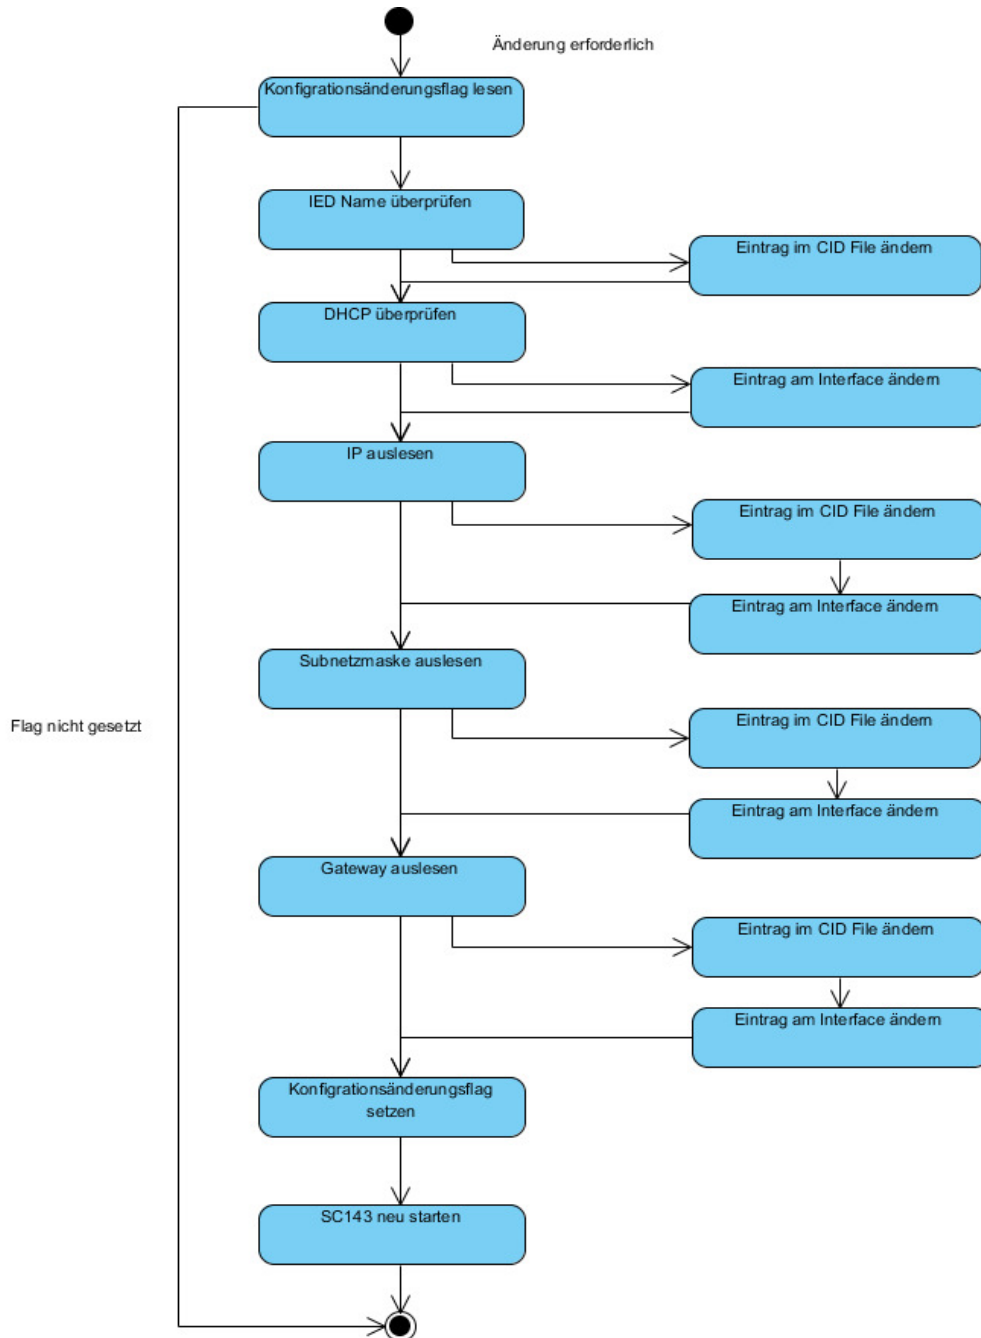 Änderung erforderlich
Konfigrationsänderungsflag lesen
IED Name überprüfen
Eintrag im CID File ändern
DHCP überprüfen
Eintrag am Interface ändern
IP auslesen
Eintrag im CID File ändern
Eintrag am Interface ändern
Subnetzmaske auslesen
Flag nicht gesetzt
Eintrag im CID File ändern
Eintrag am Interface ändern
Gateway auslesen
Eintrag im CID File ändern
Eintrag am Interface ändern
Konfigrationsänderungsflag
setzen
SC143 neu starten